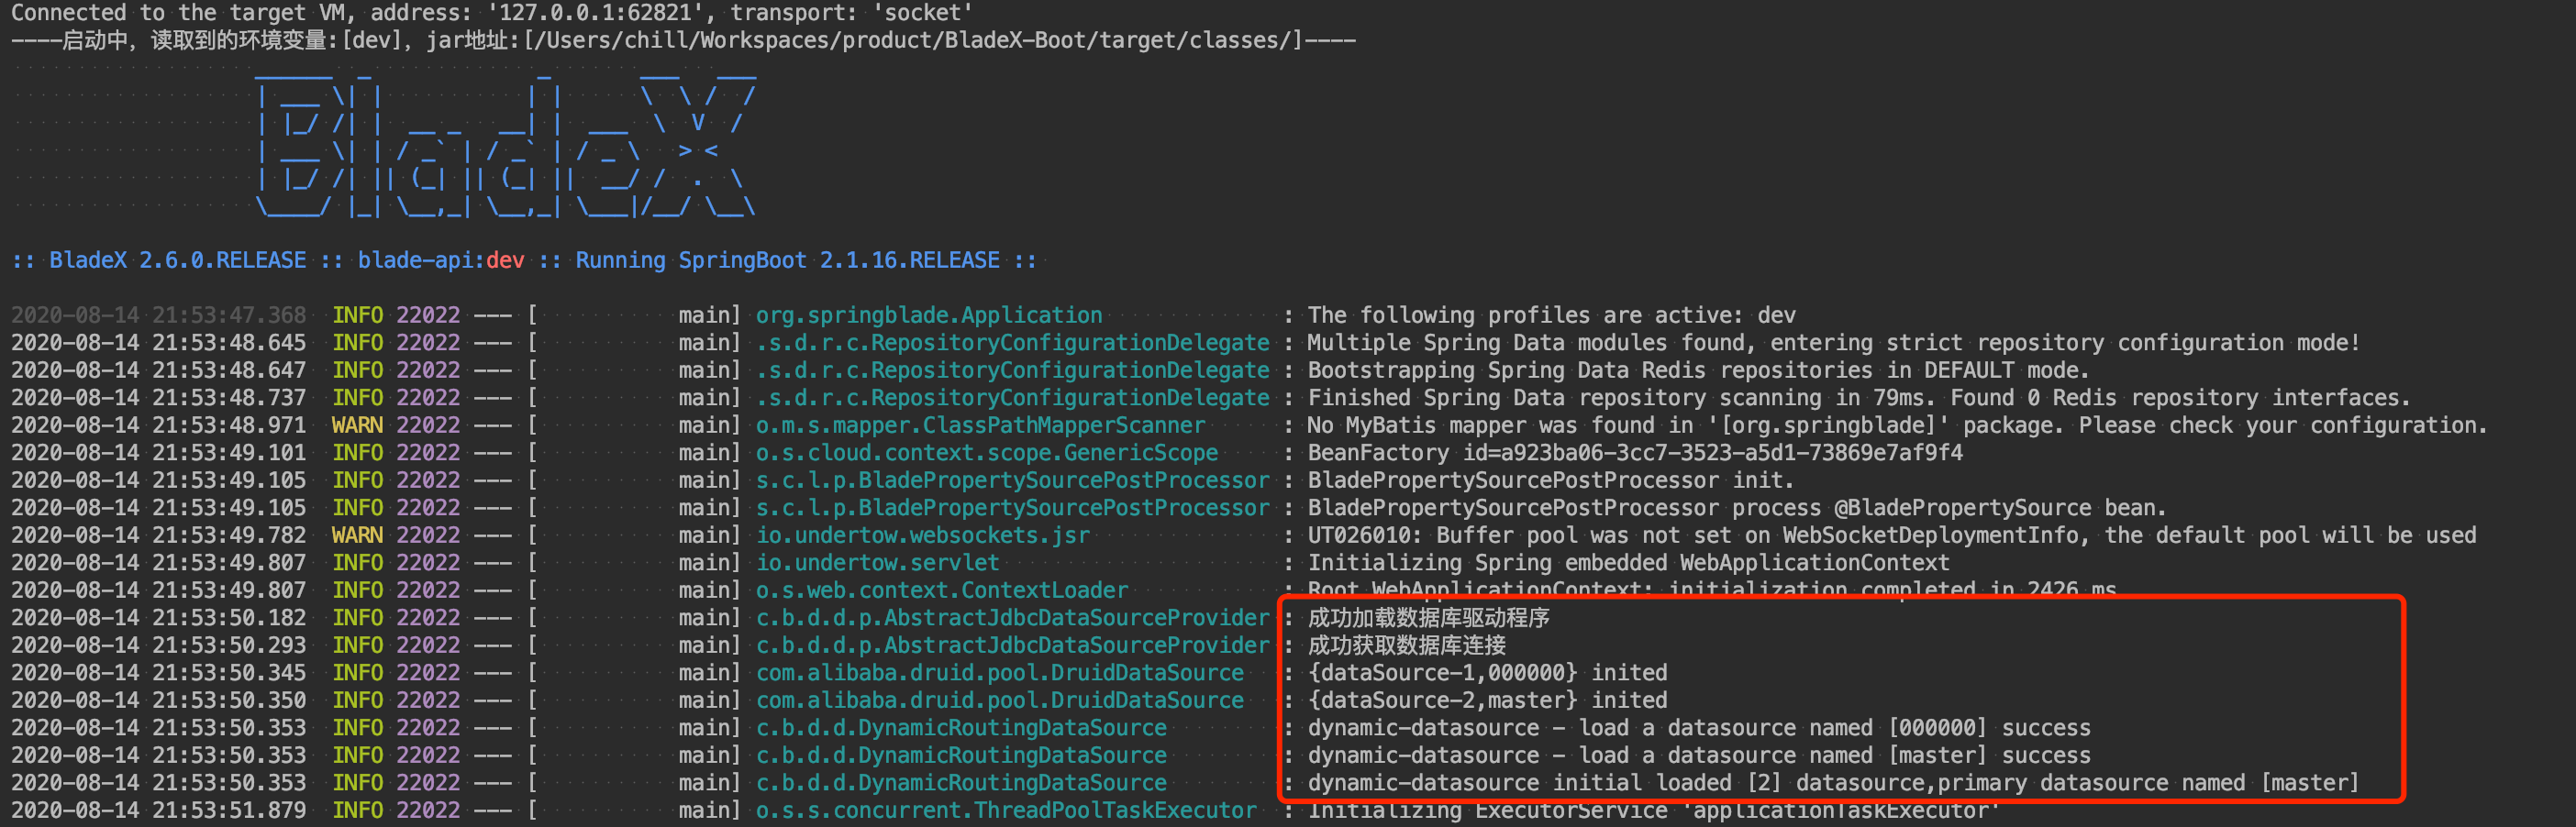 Connected to the target VM, address: '127.0.0.1:62821', transport: 'socket'
----启动中，读取到的环境变量:[dev]，jar地址:[/Users/chill/Workspaces/product/BladeX-Boot/target/classes/]----
BladeX
:: BladeX 2.6.0.RELEASE :: blade-api:dev :: Running SpringBoot 2.1.16.RELEASE ::
2020-08-14 21:53:47.368  INFO 22022 --- [           main] org.springblade.Application              : The following profiles are active: dev
2020-08-14 21:53:48.645  INFO 22022 --- [           main] .s.d.r.c.RepositoryConfigurationDelegate : Multiple Spring Data modules found, entering strict repository configuration mode!
2020-08-14 21:53:48.647  INFO 22022 --- [           main] .s.d.r.c.RepositoryConfigurationDelegate : Bootstrapping Spring Data Redis repositories in DEFAULT mode.
2020-08-14 21:53:48.737  INFO 22022 --- [           main] .s.d.r.c.RepositoryConfigurationDelegate : Finished Spring Data repository scanning in 79ms. Found 0 Redis repository interfaces.
2020-08-14 21:53:48.971  WARN 22022 --- [           main] o.m.s.mapper.ClassPathMapperScanner      : No MyBatis mapper was found in '[org.springblade]' package. Please check your configuration.
2020-08-14 21:53:49.101  INFO 22022 --- [           main] o.s.cloud.context.scope.GenericScope     : BeanFactory id=a923ba06-3cc7-3523-a5d1-73869e7af9f4
2020-08-14 21:53:49.105  INFO 22022 --- [           main] s.c.l.p.BladePropertySourcePostProcessor : BladePropertySourcePostProcessor init.
2020-08-14 21:53:49.105  INFO 22022 --- [           main] s.c.l.p.BladePropertySourcePostProcessor : BladePropertySourcePostProcessor process @BladePropertySource bean.
2020-08-14 21:53:49.782  WARN 22022 --- [           main] io.undertow.websockets.jsr               : UT026010: Buffer pool was not set on WebSocketDeploymentInfo, the default pool will be used
2020-08-14 21:53:49.807  INFO 22022 --- [           main] io.undertow.servlet                      : Initializing Spring embedded WebApplicationContext
2020-08-14 21:53:49.807  INFO 22022 --- [           main] o.s.web.context.ContextLoader            : Root WebApplicationContext: initialization completed in 2426 ms
2020-08-14 21:53:50.182  INFO 22022 --- [           main] c.b.d.d.p.AbstractJdbcDataSourceProvider : 成功加载数据库驱动程序
2020-08-14 21:53:50.293  INFO 22022 --- [           main] c.b.d.d.p.AbstractJdbcDataSourceProvider : 成功获取数据库连接
2020-08-14 21:53:50.345  INFO 22022 --- [           main] com.alibaba.druid.pool.DruidDataSource   : {dataSource-1,000000} inited
2020-08-14 21:53:50.350  INFO 22022 --- [           main] com.alibaba.druid.pool.DruidDataSource   : {dataSource-2,master} inited
2020-08-14 21:53:50.353  INFO 22022 --- [           main] c.b.d.d.DynamicRoutingDataSource         : dynamic-datasource - load a datasource named [000000] success
2020-08-14 21:53:50.353  INFO 22022 --- [           main] c.b.d.d.DynamicRoutingDataSource         : dynamic-datasource - load a datasource named [master] success
2020-08-14 21:53:50.353  INFO 22022 --- [           main] c.b.d.d.DynamicRoutingDataSource         : dynamic-datasource initial loaded [2] datasource,primary datasource named [master]
2020-08-14 21:53:51.879  INFO 22022 --- [           main] o.s.s.concurrent.ThreadPoolTaskExecutor  : Initializing ExecutorService 'applicationTaskExecutor'